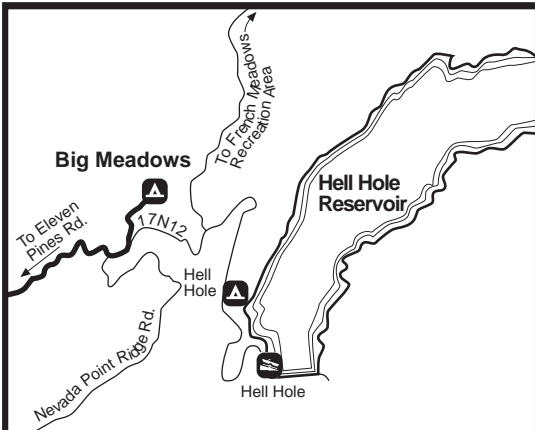 To French Meadows
Recreation Area
Big Meadows
Hell Hole
Reservoir
To Eleven
Pines Rd.
17N12
Hell
Hole
Nevada Point Ridge Rd.
Hell Hole